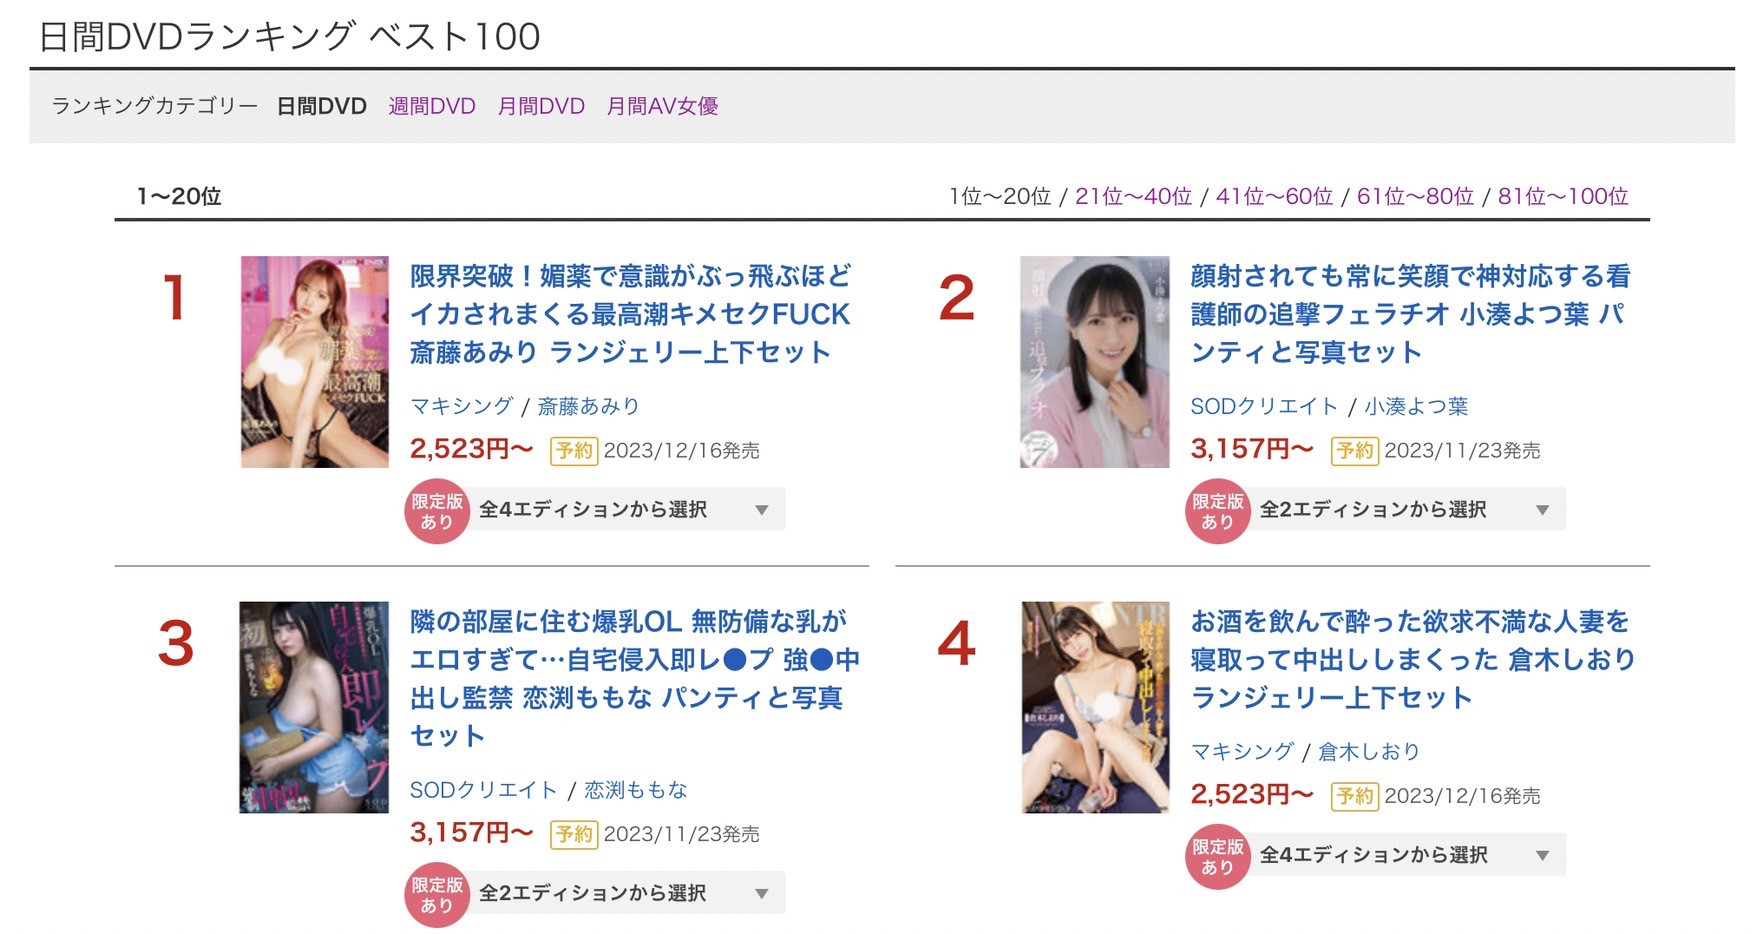 日間DVDランキング ベスト100
ランキングカテゴリー 日間DVD 週間DVD 月間DVD 月間AV女優
1〜20位
1位〜20位 / 21位〜40位 / 41位〜60位 / 61位〜80位 / 81位〜100位
1
限界突破！媚薬で意識がぶっ飛ぶほど
イカされまくる最高潮キメセクFUCK
斎藤あみり ランジェリー上下セット
マキシング / 斎藤あみり
2,523円〜 予約 2023/12/16発売
限定版
あり
全4エディションから選択 ▼
2
顔射されても常に笑顔で神対応する看
護師の追撃フェラチオ 小湊よつ葉 パ
ンティと写真セット
SODクリエイト / 小湊よつ葉
3,157円〜 予約 2023/11/23発売
限定版
あり
全2エディションから選択 ▼
3
隣の部屋に住む爆乳OL 無防備な乳が
エロすぎて…自宅侵入即レ●プ 強●中
出し監禁 恋渕ももな パンティと写真
セット
SODクリエイト / 恋渕ももな
3,157円〜 予約 2023/11/23発売
限定版
あり
全2エディションから選択 ▼
4
お酒を飲んで酔った欲求不満な人妻を
寝取って中出ししまくった 倉木しおり
ランジェリー上下セット
マキシング / 倉木しおり
2,523円〜 予約 2023/12/16発売
限定版
あり
全4エディションから選択 ▼